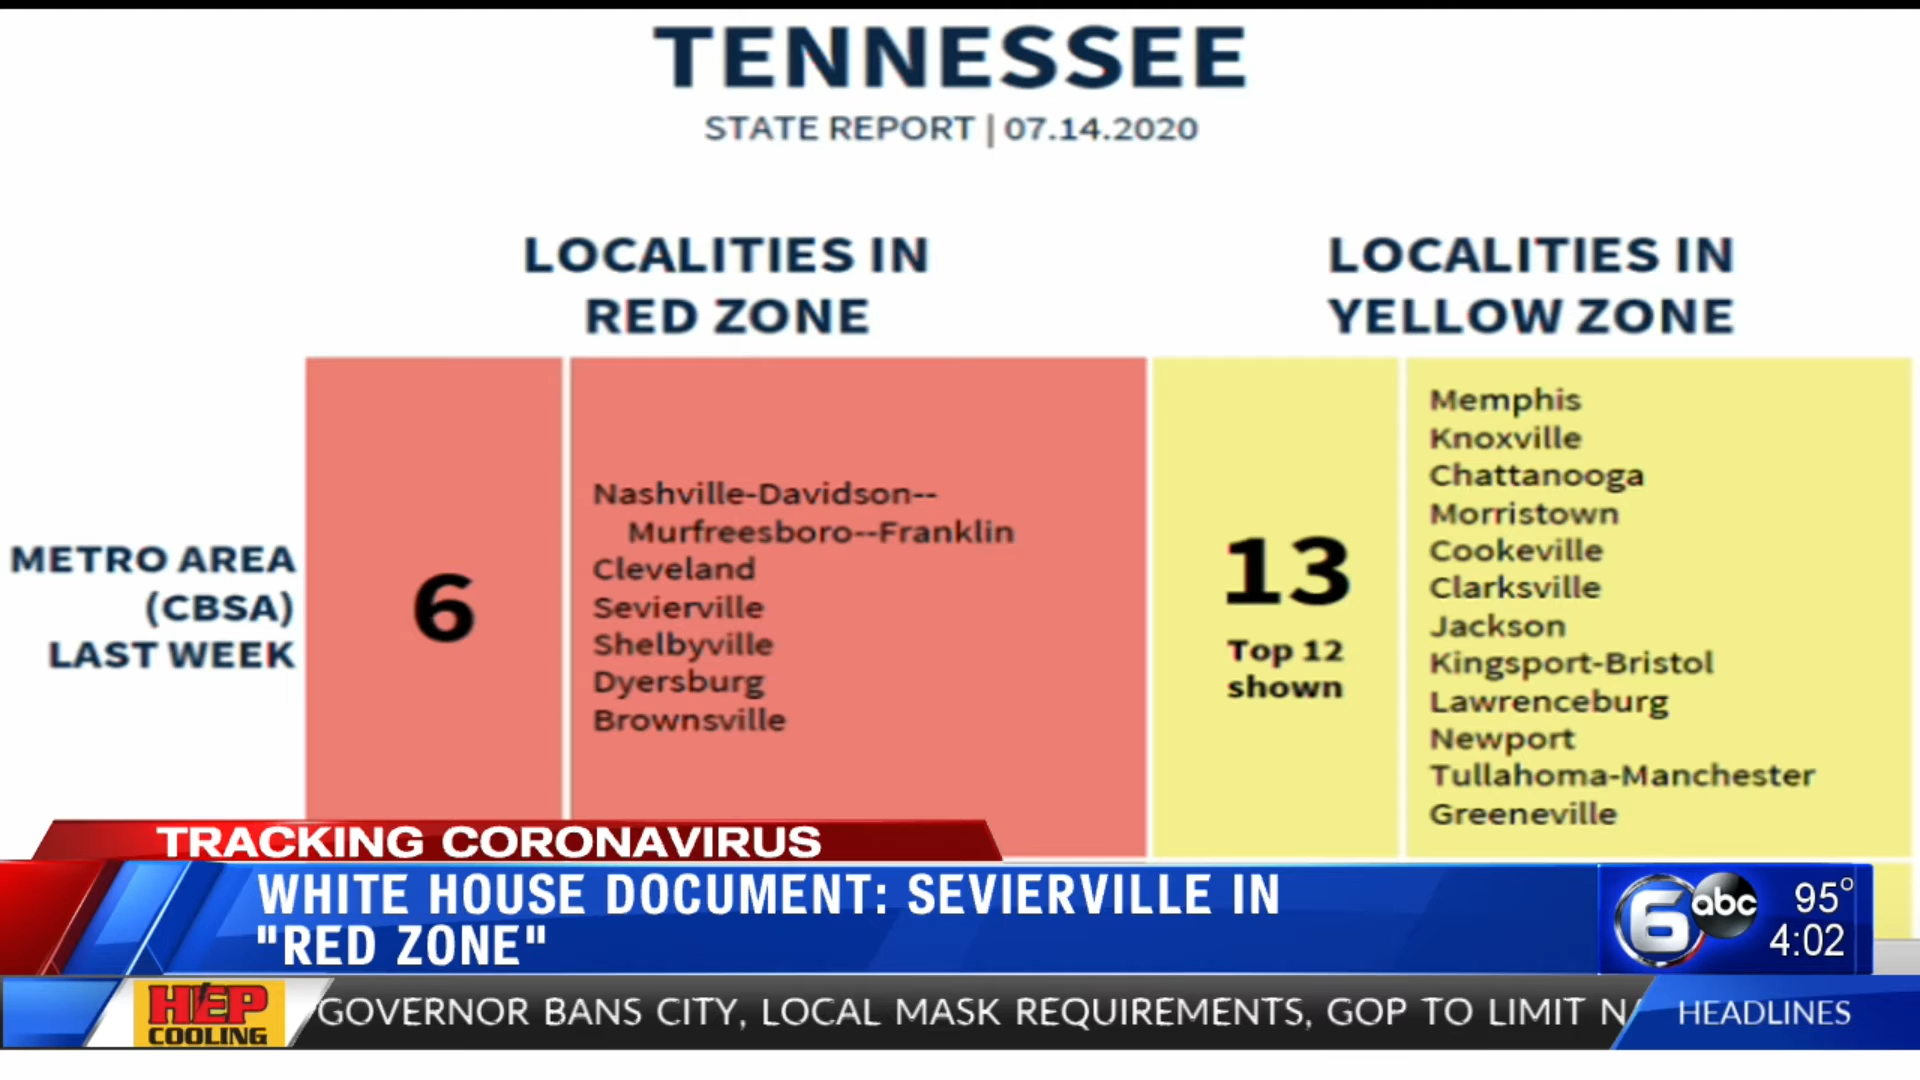 TENNESSEE
STATE REPORT | 07.14.2020
LOCALITIES IN
RED ZONE
LOCALITIES IN
YELLOW ZONE
METRO AREA
(CBSA)
LAST WEEK
6
Nashville-Davidson--
Murfreesboro--Franklin
Cleveland
Sevierville
Shelbyville
Dyersburg
Brownsville
13
Top 12
shown
Memphis
Knoxville
Chattanooga
Morristown
Cookeville
Clarksville
Jackson
Kingsport-Bristol
Lawrenceburg
Newport
Tullahoma-Manchester
Greeneville
TRACKING CORONAVIRUS
WHITE HOUSE DOCUMENT: SEVIERVILLE IN
"RED ZONE"
6 abc
95°
4:02
HEP
COOLING
GOVERNOR BANS CITY, LOCAL MASK REQUIREMENTS, GOP TO LIMIT
HEADLINES